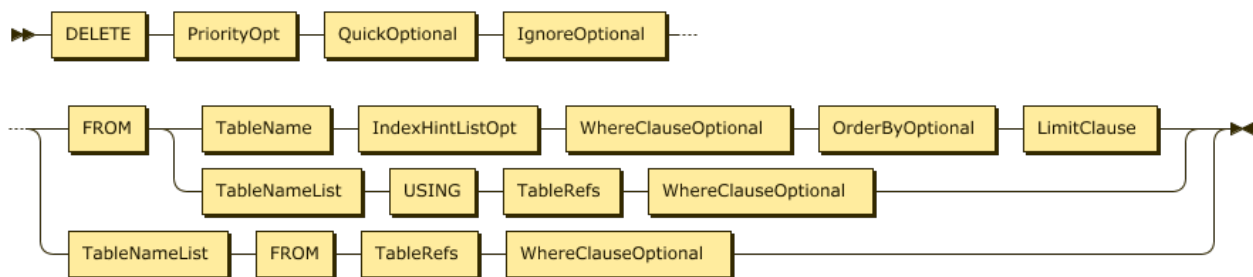 DELETE PriorityOpt QuickOptional IgnoreOptional
FROM TableName IndexHintListOpt WhereClauseOptional OrderByOptional LimitClause
TableNameList USING TableRefs WhereClauseOptional
TableNameList FROM TableRefs WhereClauseOptional